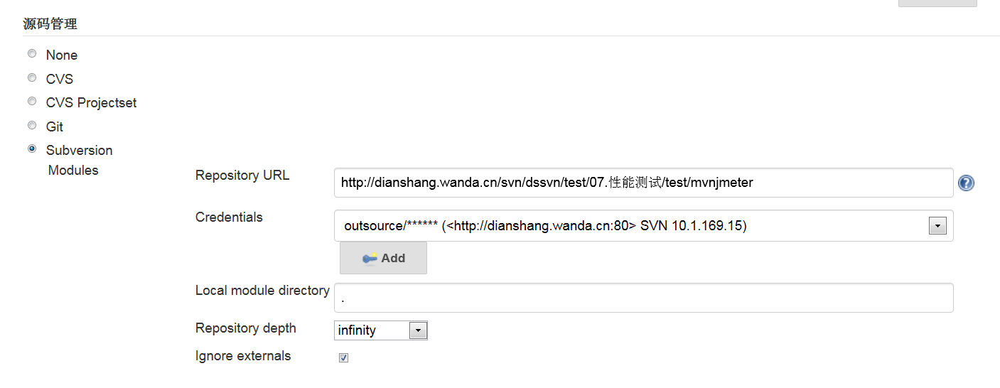 源码管理
None
CVS
CVS Projectset
Git
Subversion
Modules
Repository URL
http://dianshang.wanda.cn/svn/dssvn/test/07.性能测试/test/mvnjmeter
?
Credentials
outsource/****** (<http://dianshang.wanda.cn:80> SVN 10.1.169.15)
Add
Local module directory
.
Repository depth
infinity
Ignore externals